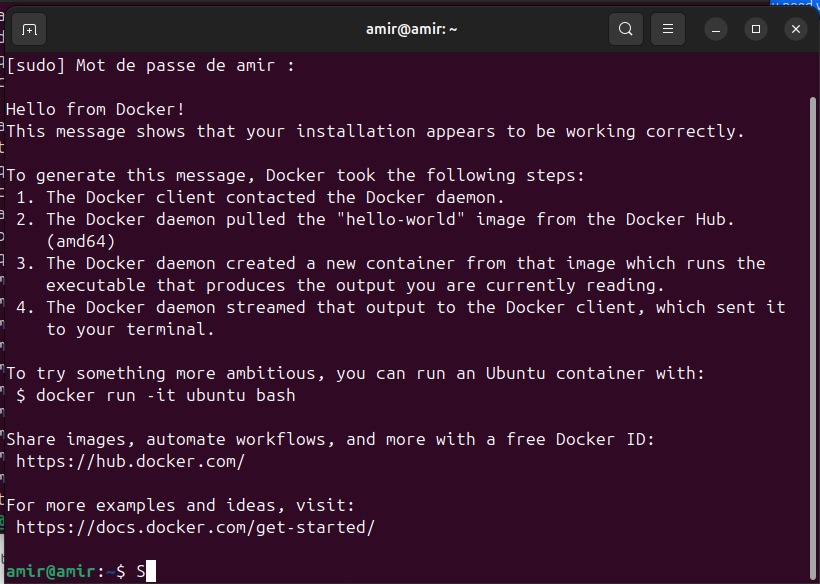 amir@amir: ~
[sudo] Mot de passe de amir :
Hello from Docker!
This message shows that your installation appears to be working correctly.
To generate this message, Docker took the following steps:
1. The Docker client contacted the Docker daemon.
2. The Docker daemon pulled the "hello-world" image from the Docker Hub.
(amd64)
3. The Docker daemon created a new container from that image which runs the
executable that produces the output you are currently reading.
4. The Docker daemon streamed that output to the Docker client, which sent it
to your terminal.
To try something more ambitious, you can run an Ubuntu container with:
$ docker run -it ubuntu bash
Share images, automate workflows, and more with a free Docker ID:
https://hub.docker.com/
For more examples and ideas, visit:
https://docs.docker.com/get-started/
amir@amir:~$ S